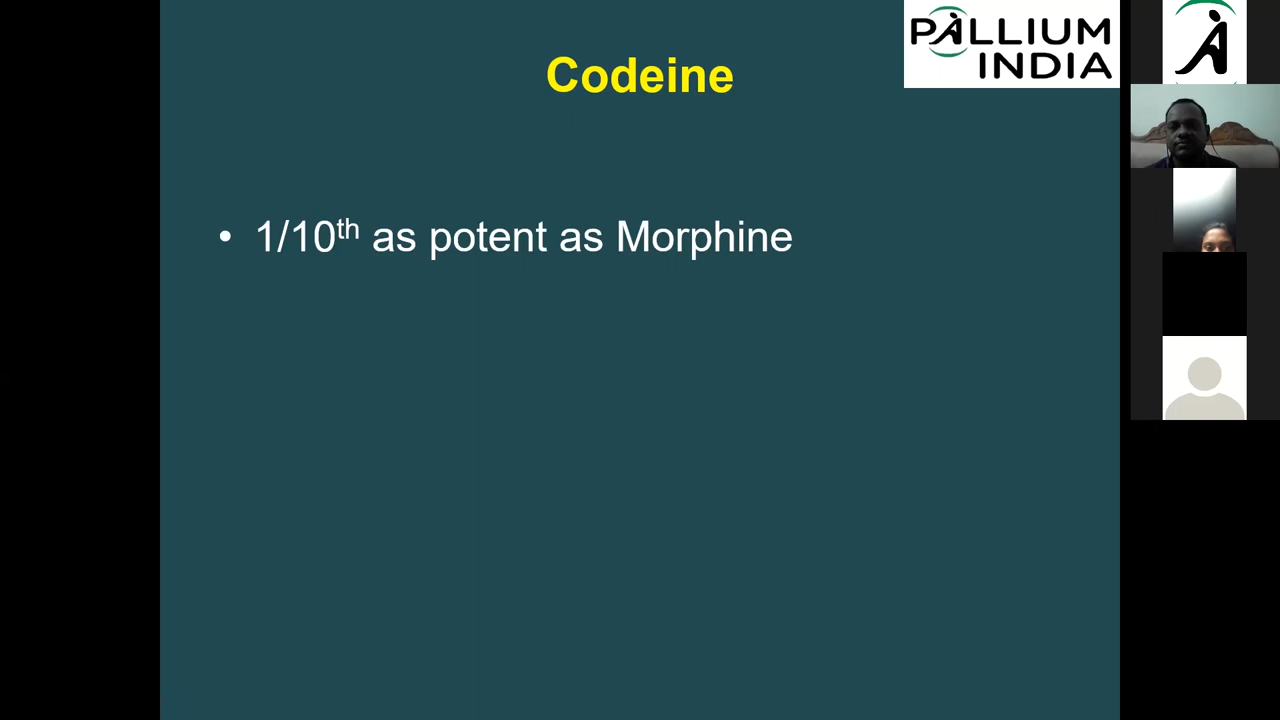 PALLIUM
INDIA
Codeine
• 1/10th as potent as Morphine